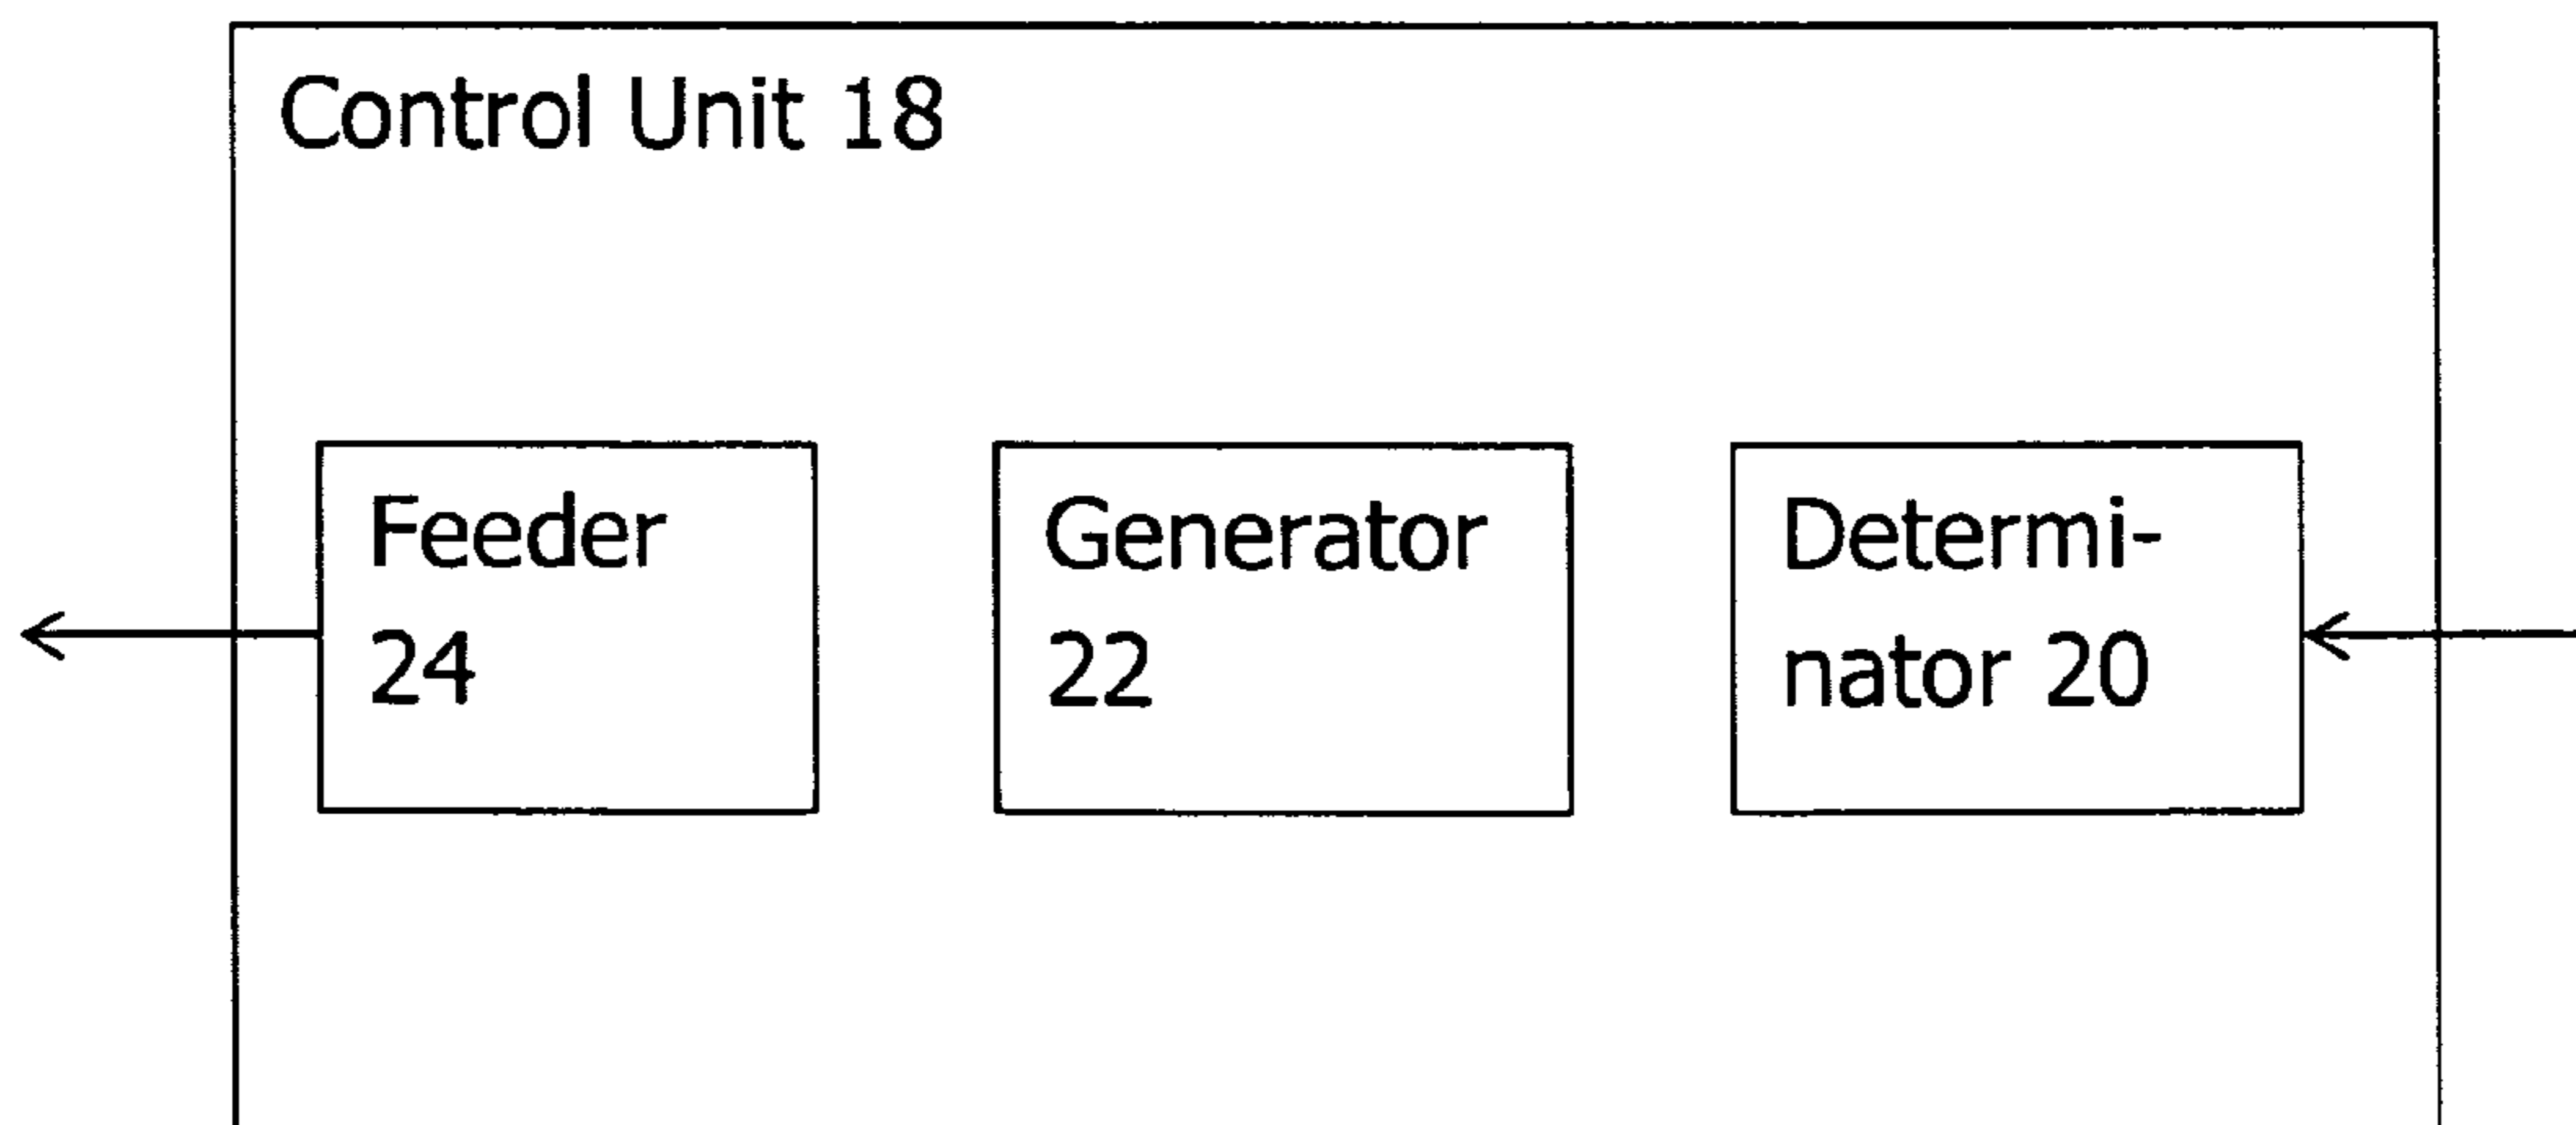 Control Unit 18
Feeder
24
Generator
22
Determi-
nator 20